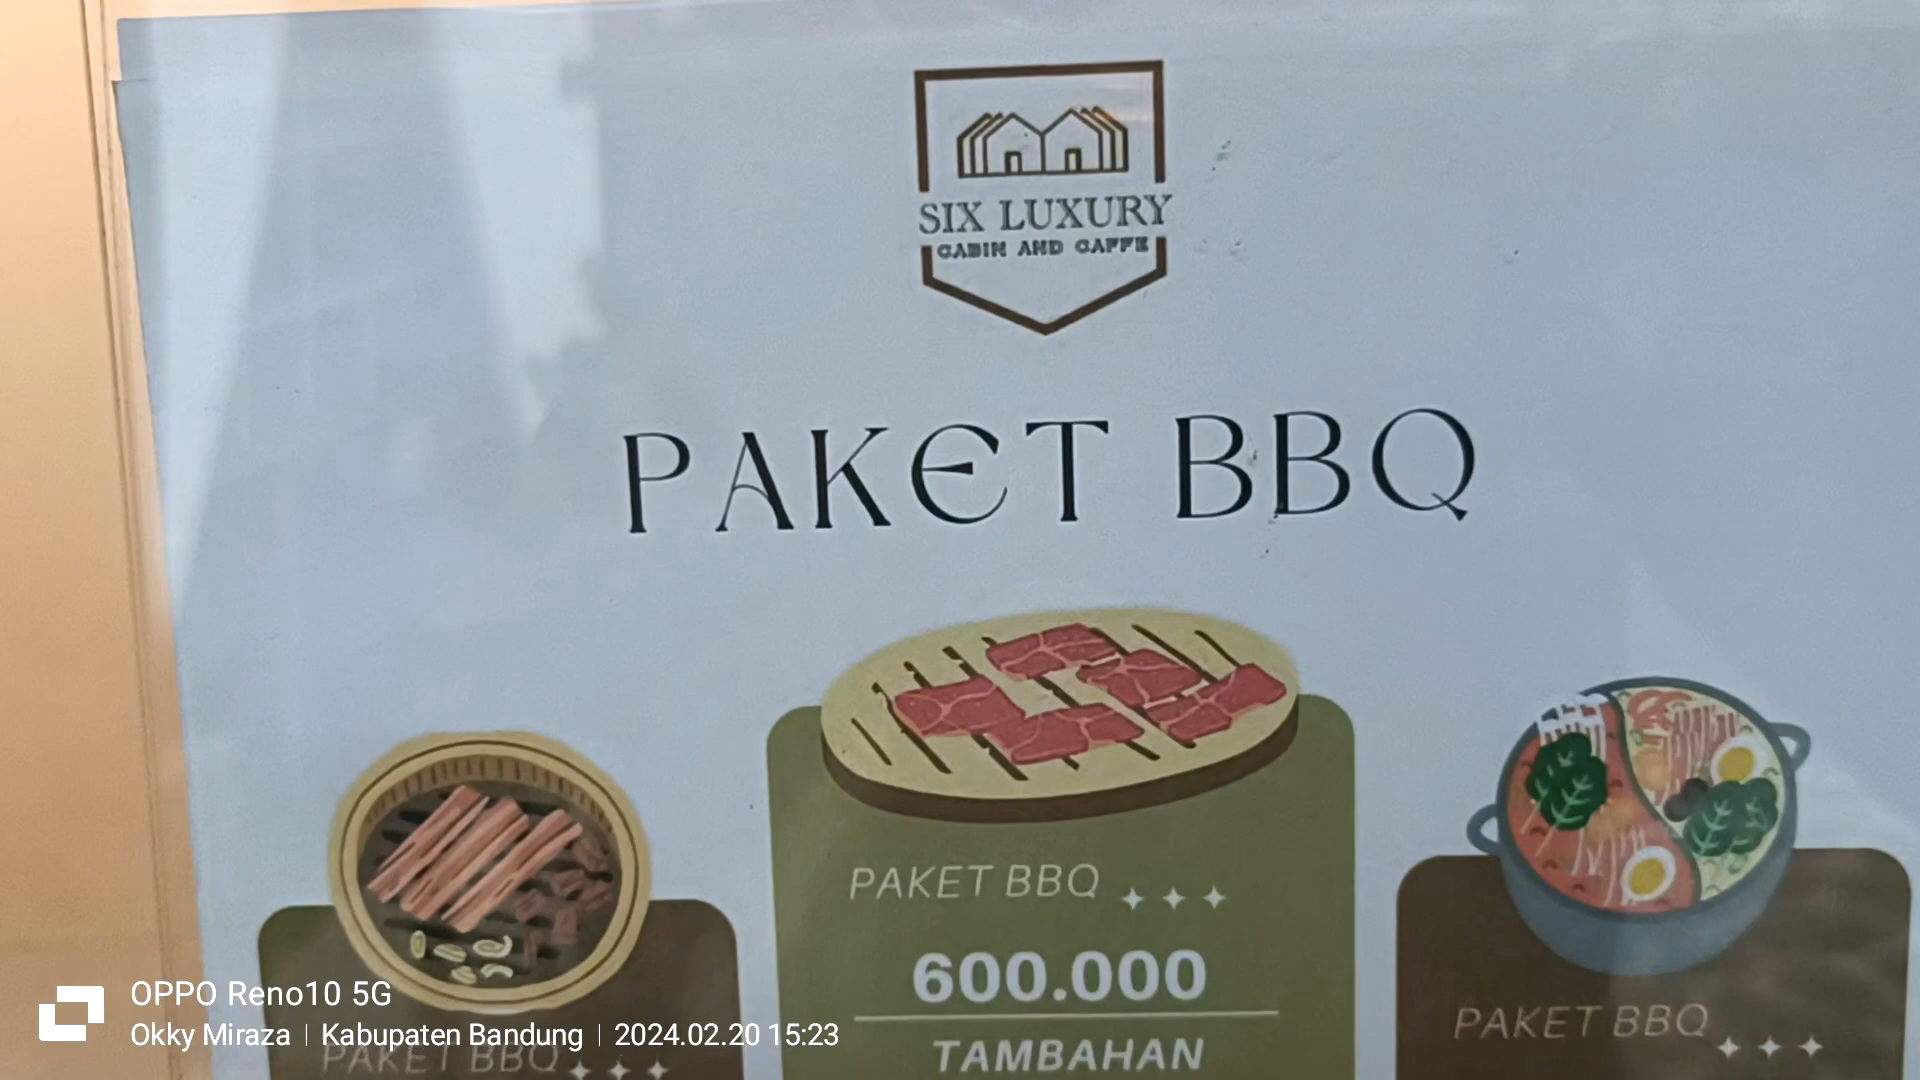 SIX LUXURY
CABIN AND CAFFE
PAKET BBQ
PAKET BBQ
600.000
TAMBAHAN
PAKET BBQ
PAKET BBQ
OPPO Reno10 5G
Okky Miraza | Kabupaten Bandung | 2024.02.20 15:23